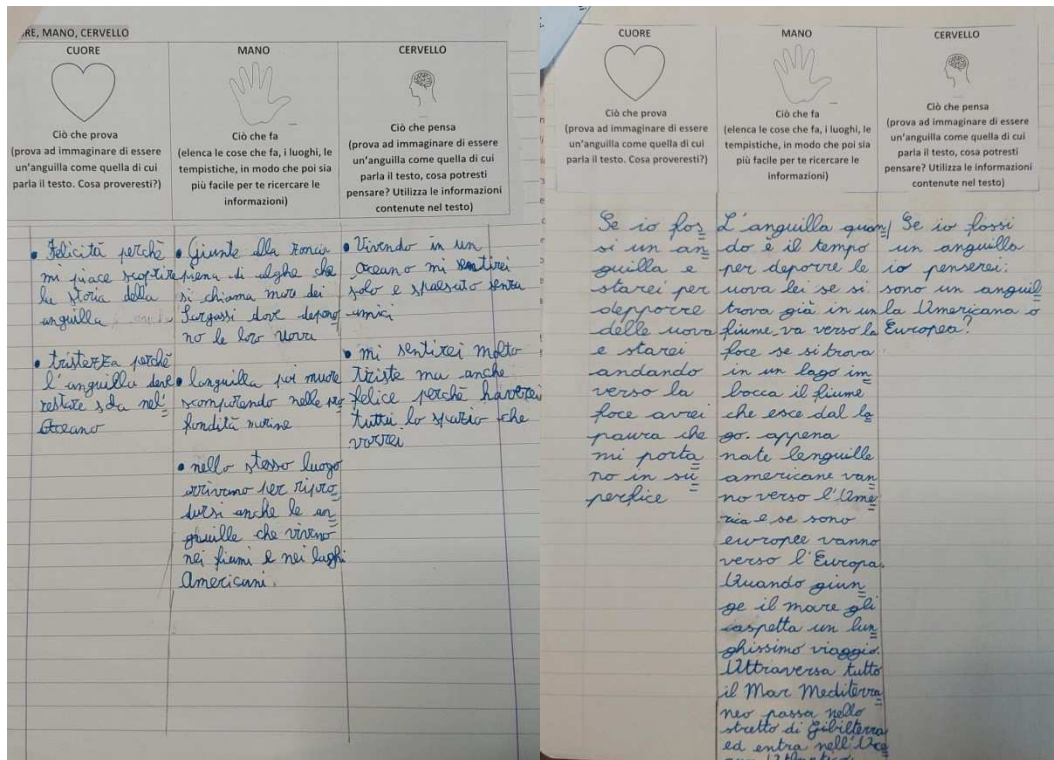 RE, MANO, CERVELLO
CUORE
Ciò che prova
(prova ad immaginare di essere
un'anguilla come quella di cui
parla il testo. Cosa proveresti?)
• Felicità perchè
mi piace scoprire
la storia della
anguilla
• tristezza perchè
l'anguilla deve
restare sola nel'
Oceano
MANO
Ciò che fa
(elenca le cose che fa, i luoghi, le
tempistiche, in modo che poi sia
più facile per te ricercare le
informazioni)
• Giunte alla zona
piena di alghe che
si chiama mare dei
Sargassi dove depon
no le loro uova
• languilla poi muore
scomparendo nelle pro
fondità marine
• nello stesso luogo
arrivano per ripro
dursi anche le an
guille che vivono
nei fiumi e nei laghi
Americani.
CERVELLO
Ciò che pensa
(prova ad immaginare di essere
un'anguilla come quella di cui
parla il testo, cosa potresti
pensare? Utilizza le informazioni
contenute nel testo)
• Vivendo in un
oceano mi sentirei
solo e spaesato senza
amici
• mi sentirei molto
triste ma anche
felice perchè haverei
tutto lo spazio che
vorrei
CUORE
Ciò che prova
(prova ad immaginare di essere
un'anguilla come quella di cui
parla il testo. Cosa proveresti?)
Se io fos
si un an
guilla e
starei per
depporre
delle uova
e starei
andando
verso la
foce avrei
paura che
mi porta
no in su
perfice
MANO
Ciò che fa
(elenca le cose che fa, i luoghi, le
tempistiche, in modo che poi sia
più facile per te ricercare le
informazioni)
L'anguilla quan
do è il tempo
per deporre le
uova lei se si
trova già in un
fiume, va verso la
foce se si trova
in un lago im
bocca il fiume
che esce dal la
go. appena
nate lenguille
americane van
no verso l'Ame
rica e se sono
europee vanno
verso l'Europa.
Quando giun
ge il mare gli
aspetta un lun
ghissimo viaggio.
Attraversa tutto
il Mar Mediterra
neo passa nello
stretto di Gibilterra
ed entra nell'Oce
CERVELLO
Ciò che pensa
(prova ad immaginare di essere
un'anguilla come quella di cui
parla il testo, cosa potresti
pensare? Utilizza le informazioni
contenute nel testo)
Se io fossi
un anguilla
io penserei:
sono un anguil
la Americana o
Europea?